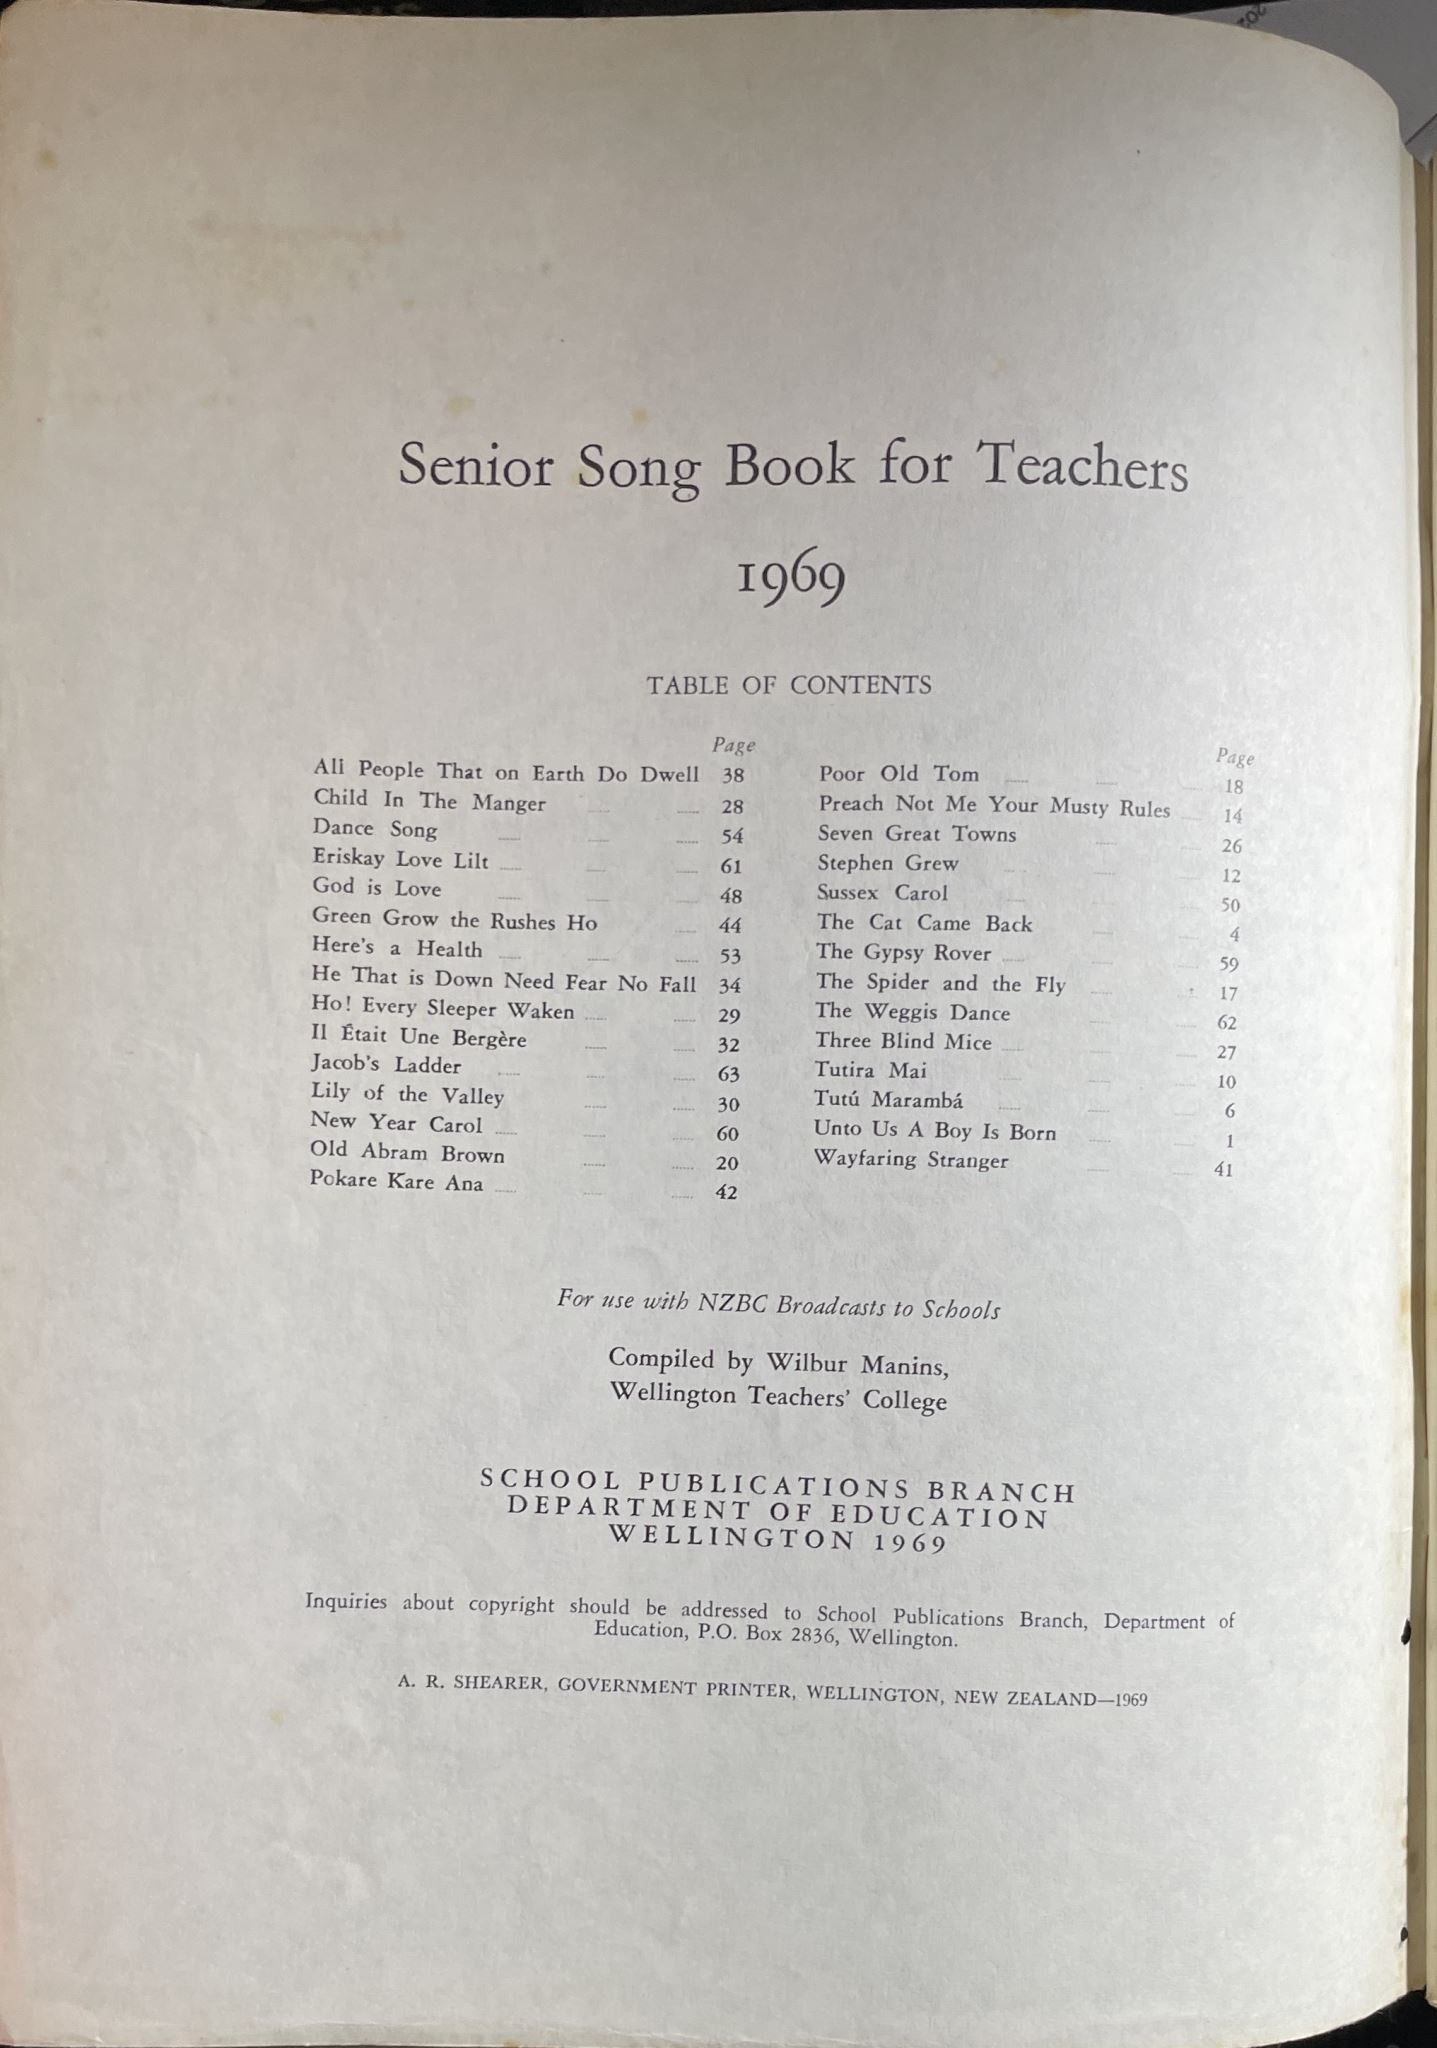 Senior Song Book for Teachers
1969
TABLE OF CONTENTS
Page
All People That on Earth Do Dwell 38
Child In The Manger 28
Dance Song 54
Eriskay Love Lilt 61
God is Love 48
Green Grow the Rushes Ho 44
Here's a Health 53
He That is Down Need Fear No Fall 34
Ho! Every Sleeper Waken 29
Il Était Une Bergère 32
Jacob's Ladder 63
Lily of the Valley 30
New Year Carol 60
Old Abram Brown 20
Pokare Kare Ana 42
Page
Poor Old Tom 18
Preach Not Me Your Musty Rules 14
Seven Great Towns 26
Stephen Grew 12
Sussex Carol 50
The Cat Came Back 4
The Gypsy Rover 59
The Spider and the Fly 17
The Weggis Dance 62
Three Blind Mice 27
Tutira Mai 10
Tutú Marambá 6
Unto Us A Boy Is Born 1
Wayfaring Stranger 41
For use with NZBC Broadcasts to Schools
Compiled by Wilbur Manins,
Wellington Teachers' College
SCHOOL PUBLICATIONS BRANCH
DEPARTMENT OF EDUCATION
WELLINGTON 1969
Inquiries about copyright should be addressed to School Publications Branch, Department of
Education, P.O. Box 2836, Wellington.
A. R. SHEARER, GOVERNMENT PRINTER, WELLINGTON, NEW ZEALAND—1969